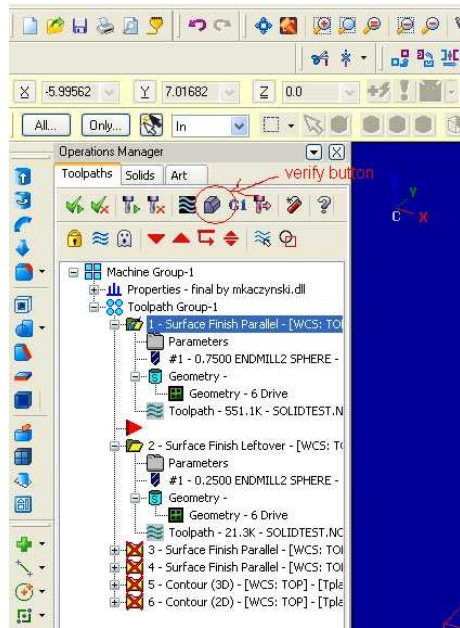 X -5.99562 Y 7.01682 Z 0.0
All... Only... In
Operations Manager
Toolpaths Solids Art
verify button
G1
Machine Group-1
Properties - final by mkaczynski.dll
Toolpath Group-1
1 - Surface Finish Parallel - [WCS: TO
Parameters
#1 - 0.7500 ENDMILL2 SPHERE -
Geometry -
Geometry - 6 Drive
Toolpath - 551.1K - SOLIDTEST.N
2 - Surface Finish Leftover - [WCS: T
Parameters
#1 - 0.2500 ENDMILL2 SPHERE -
Geometry -
Geometry - 6 Drive
Toolpath - 21.3K - SOLIDTEST.NC
3 - Surface Finish Parallel - [WCS: TO
4 - Surface Finish Parallel - [WCS: TO
5 - Contour (3D) - [WCS: TOP] - [Tpla
6 - Contour (2D) - [WCS: TOP] - [Tpla
Y
C X